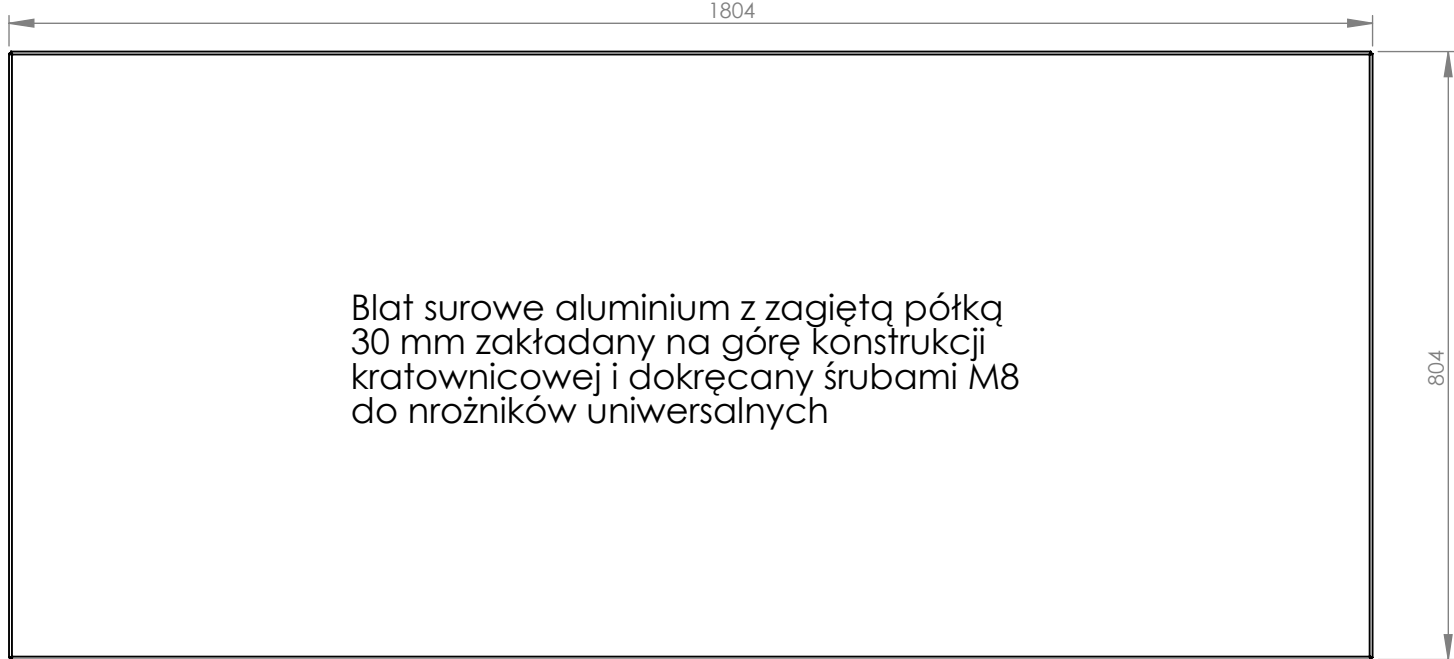 1804
Blat surowe aluminium z zagiętą półką
30 mm zakładany na górę konstrukcji
kratownicowej i dokręcany śrubami M8
do nrożników uniwersalnych
804